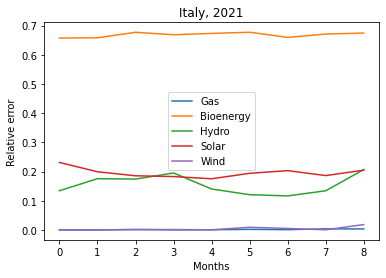 Italy, 2021
Relative error
0.7
0.6
0.5
0.4
0.3
0.2
0.1
0.0
Gas
Bioenergy
Hydro
Solar
Wind
0 1 2 3 4 5 6 7 8
Months